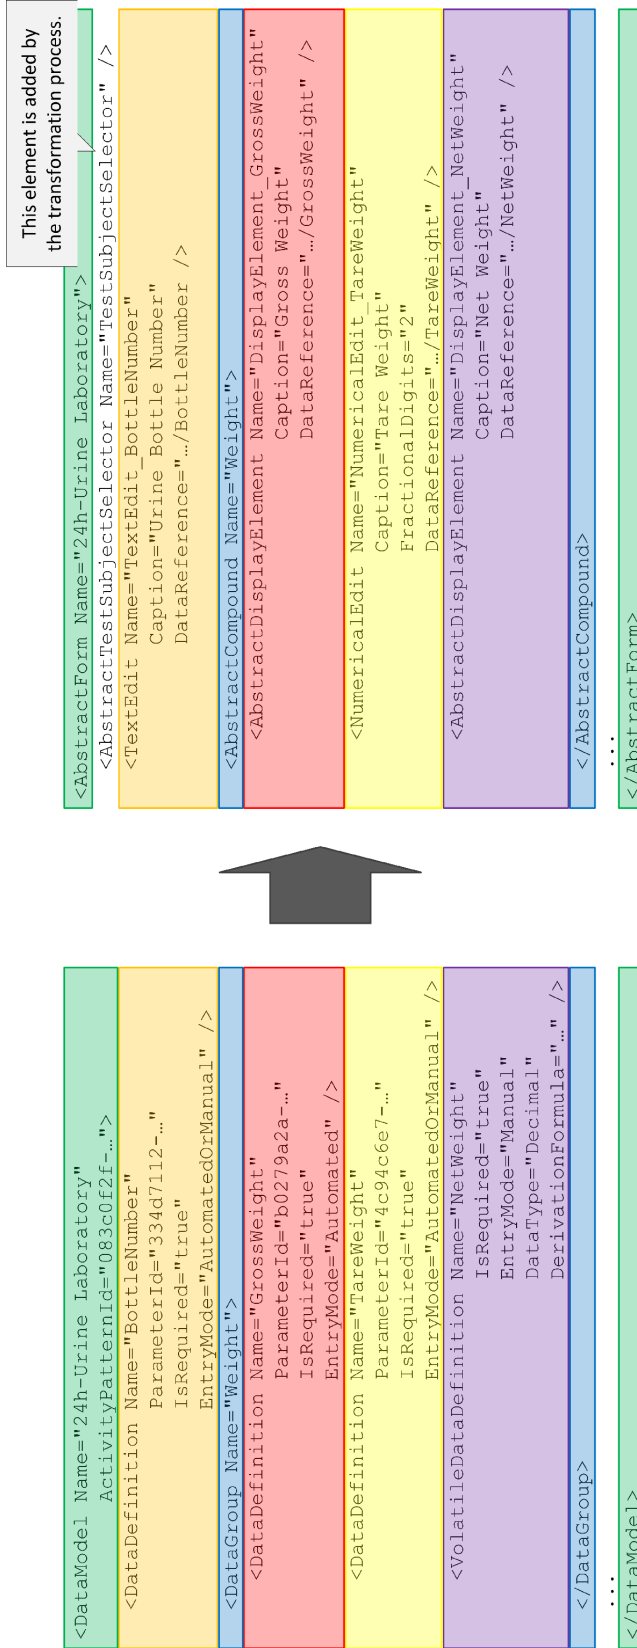 <DataModel Name="24h-Urine Laboratory"
ActivityPatternId="083c0f2f-…">
<DataDefinition Name="BottleNumber"
ParameterId="334d7112-…"
IsRequired="true"
EntryMode="AutomatedOrManual" />
<DataGroup Name="Weight">
<DataDefinition Name="GrossWeight"
ParameterId="b0279a2a-…"
IsRequired="true"
EntryMode="Automated" />
<DataDefinition Name="TareWeight"
ParameterId="4c94c6e7-…"
IsRequired="true"
EntryMode="AutomatedOrManual" />
<VolatileDataDefinition Name="NetWeight"
IsRequired="true"
EntryMode="Manual"
DataType="Decimal"
DerivationFormula="…" />
</DataGroup>
...
</DataModel>
This element is added by
the transformation process.
<AbstractForm Name="24h-Urine Laboratory">
<AbstractTestSubjectSelector Name="TestSubjectSelector" />
<TextEdit Name="TextEdit_BottleNumber"
Caption="Urine Bottle Number"
DataReference="…/BottleNumber />
<AbstractCompound Name="Weight">
<AbstractDisplayElement Name="DisplayElement_GrossWeight"
Caption="Gross Weight"
DataReference="…/GrossWeight" />
<NumericalEdit Name="NumericalEdit_TareWeight"
Caption="Tare Weight"
FractionalDigits="2"
DataReference="…/TareWeight" />
<AbstractDisplayElement Name="DisplayElement_NetWeight"
Caption="Net Weight"
DataReference="…/NetWeight" />
</AbstractCompound>
...
</AbstractForm>